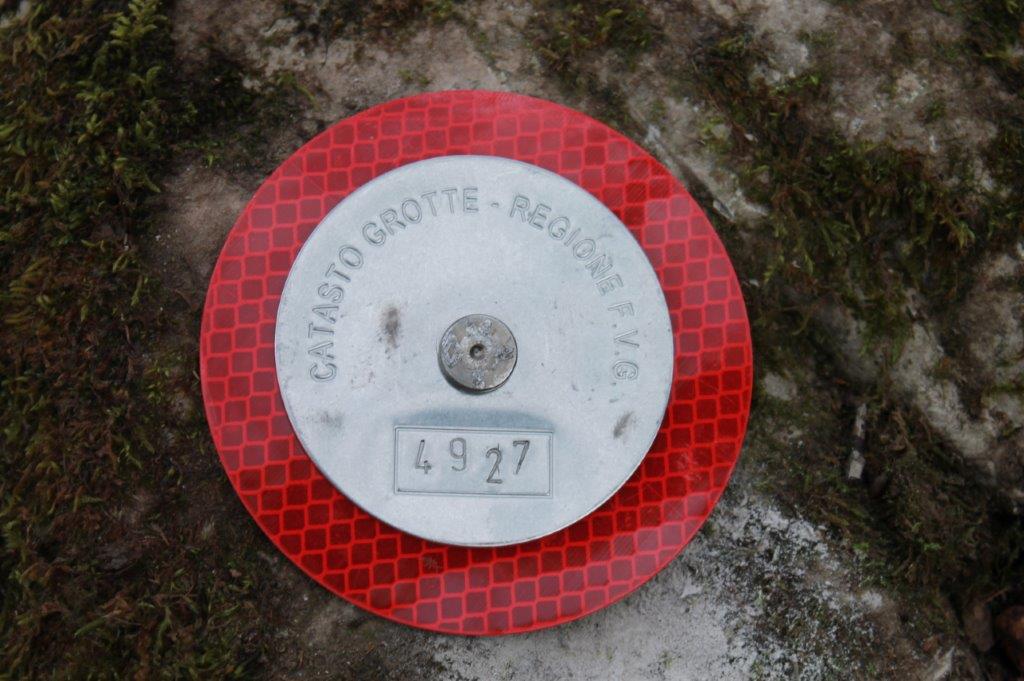 CATASTO GROTTE - REGIONE F.V.G
4927